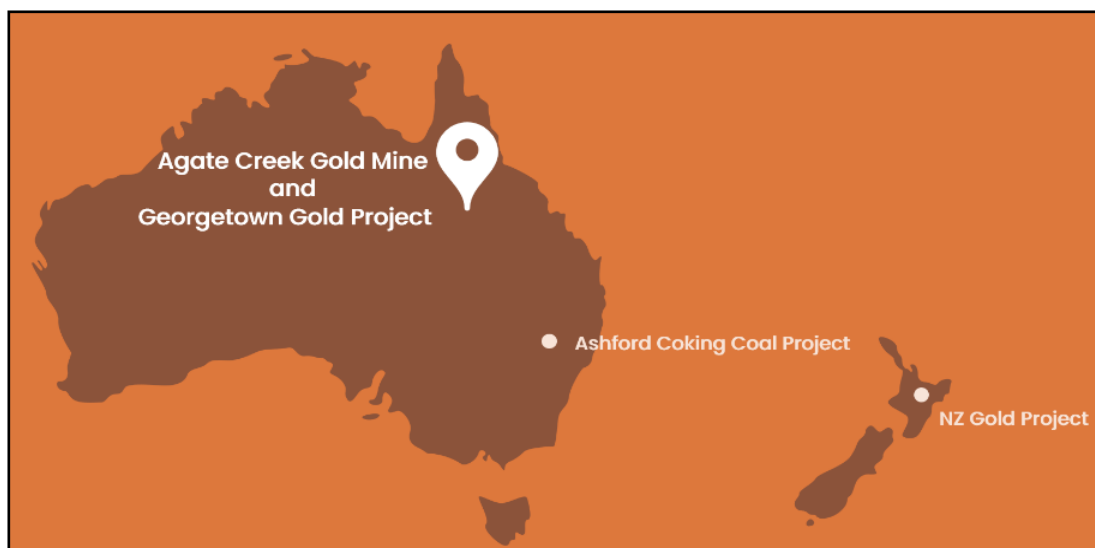 Agate Creek Gold Mine
and
Georgetown Gold Project
Ashford Coking Coal Project
NZ Gold Project